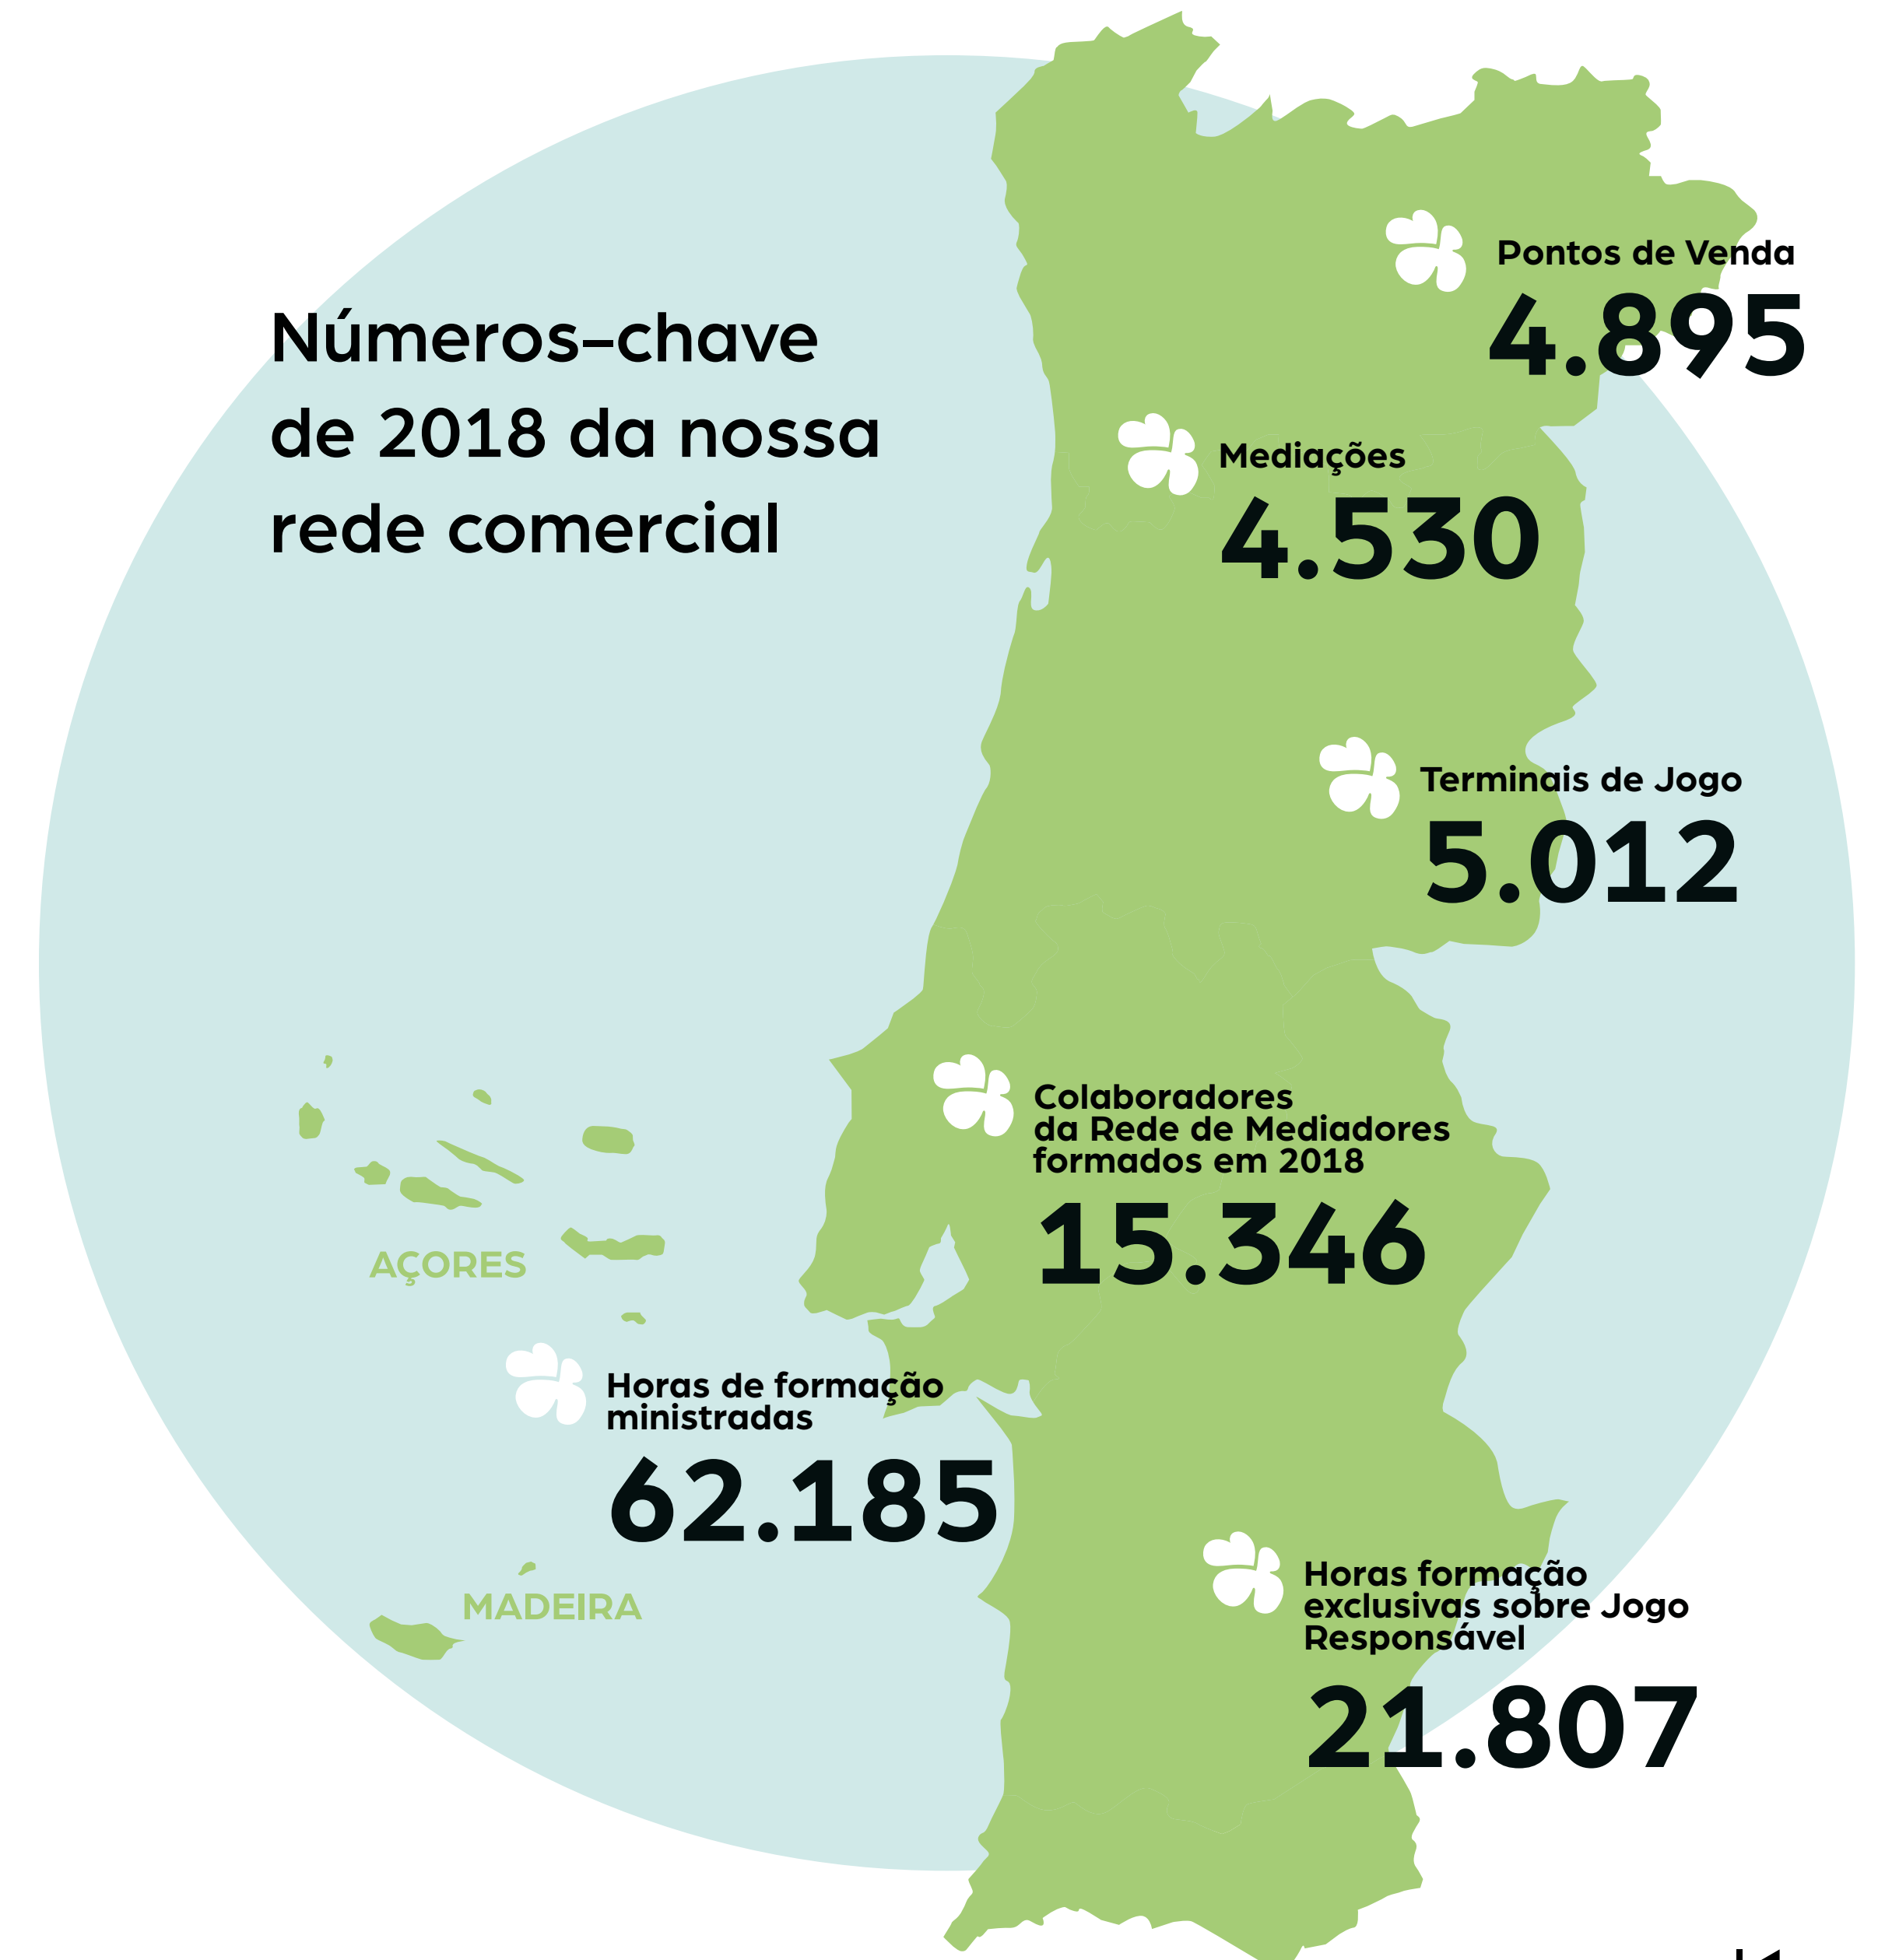 Números-chave
de 2018 da nossa
rede comercial
Pontos de Venda
4.895
Mediações
4.530
Terminais de Jogo
5.012
Colaboradores
da Rede de Mediadores
formados em 2018
15.346
AÇORES
Horas de formação
ministradas
62.185
MADEIRA
Horas formação
exclusivas sobre Jogo
Responsável
21.807